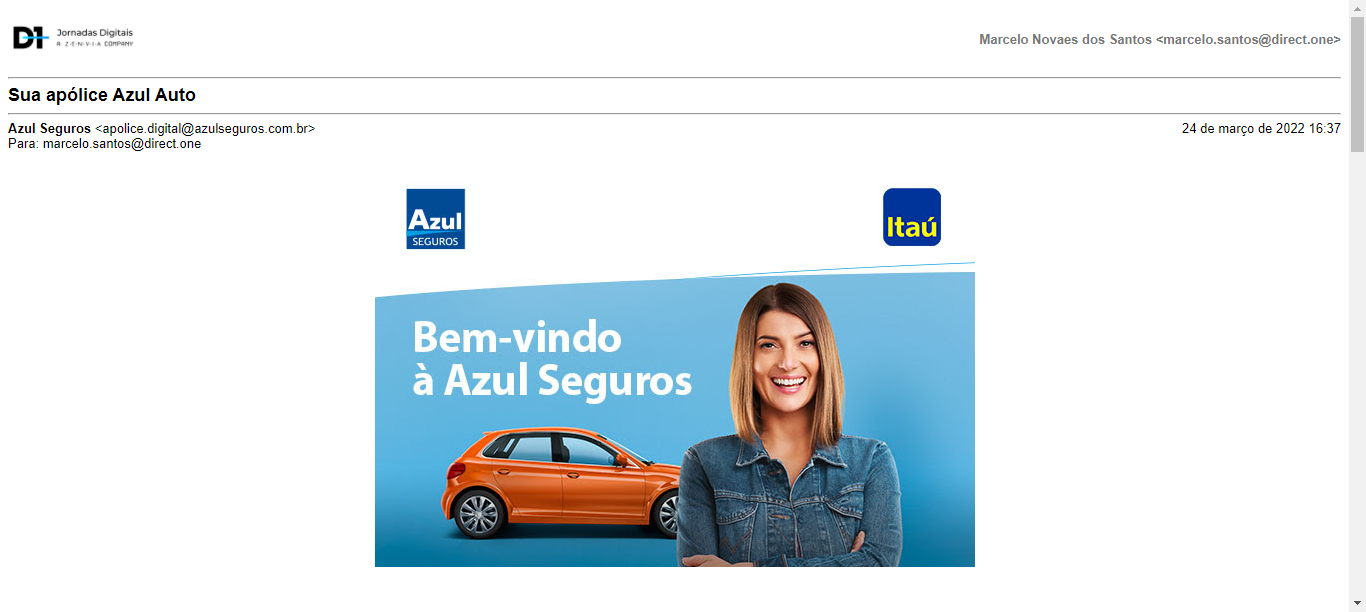 D1 Jornadas Digitais
A Z-E-N-V-I-A COMPANY
Marcelo Novaes dos Santos <marcelo.santos@direct.one>
Sua apólice Azul Auto
Azul Seguros <apolice.digital@azulseguros.com.br>
24 de março de 2022 16:37
Para: marcelo.santos@direct.one
Azul
SEGUROS
Itaú
Bem-vindo
à Azul Seguros